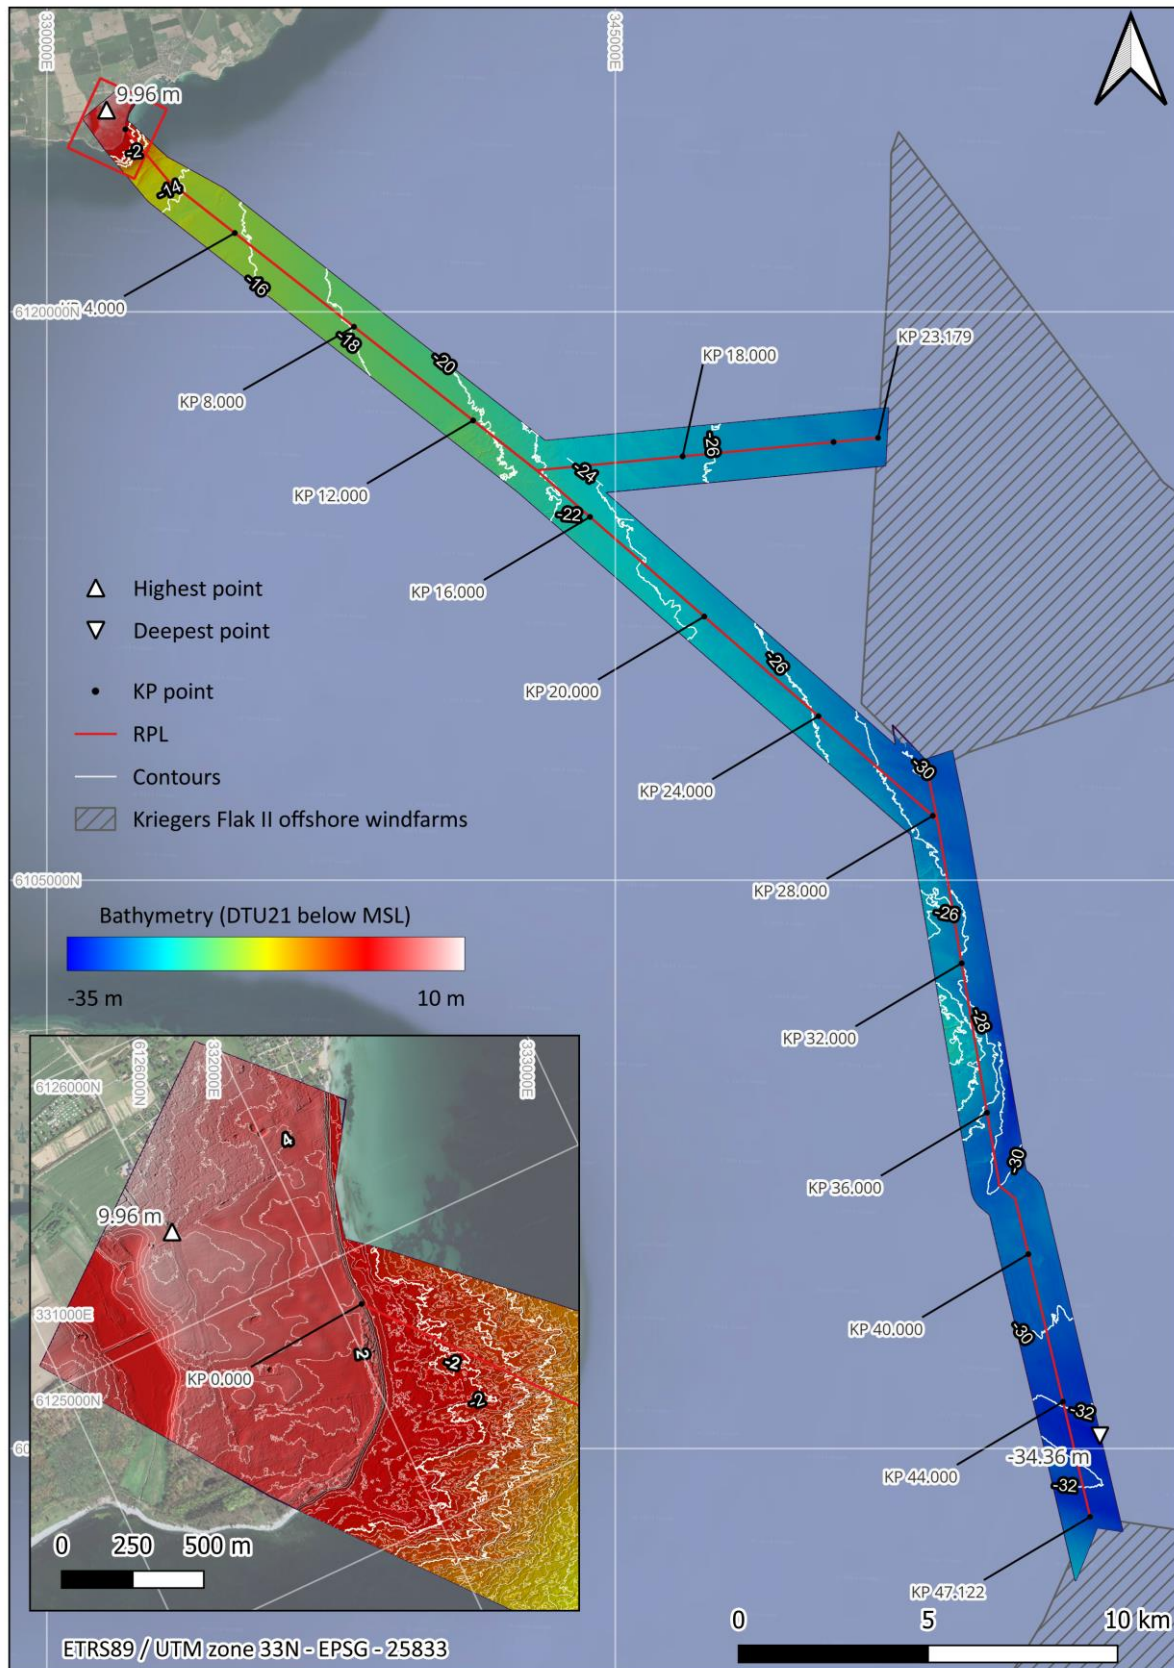 330000E
345000E
9.96 m
-2
-14
-16
4.000
6120000N
-18
-20
KP 8.000
KP 18.000
KP 23.179
-26
-24
KP 12.000
-22
KP 16.000
Highest point
Deepest point
KP point
RPL
Contours
Kriegers Flak II offshore windfarms
-26
KP 20.000
-30
KP 24.000
6105000N
KP 28.000
Bathymetry (DTU21 below MSL)
-35 m
10 m
-26
-28
KP 32.000
-30
KP 36.000
KP 40.000
-30
-32
-34.36 m
KP 44.000
-32
KP 47.122
6126000N
6126000N
332000E
333000E
4
9.96 m
331000E
KP 0.000
2
-2
-2
6125000N
0 250 500 m
0 5 10 km
ETRS89 / UTM zone 33N - EPSG - 25833